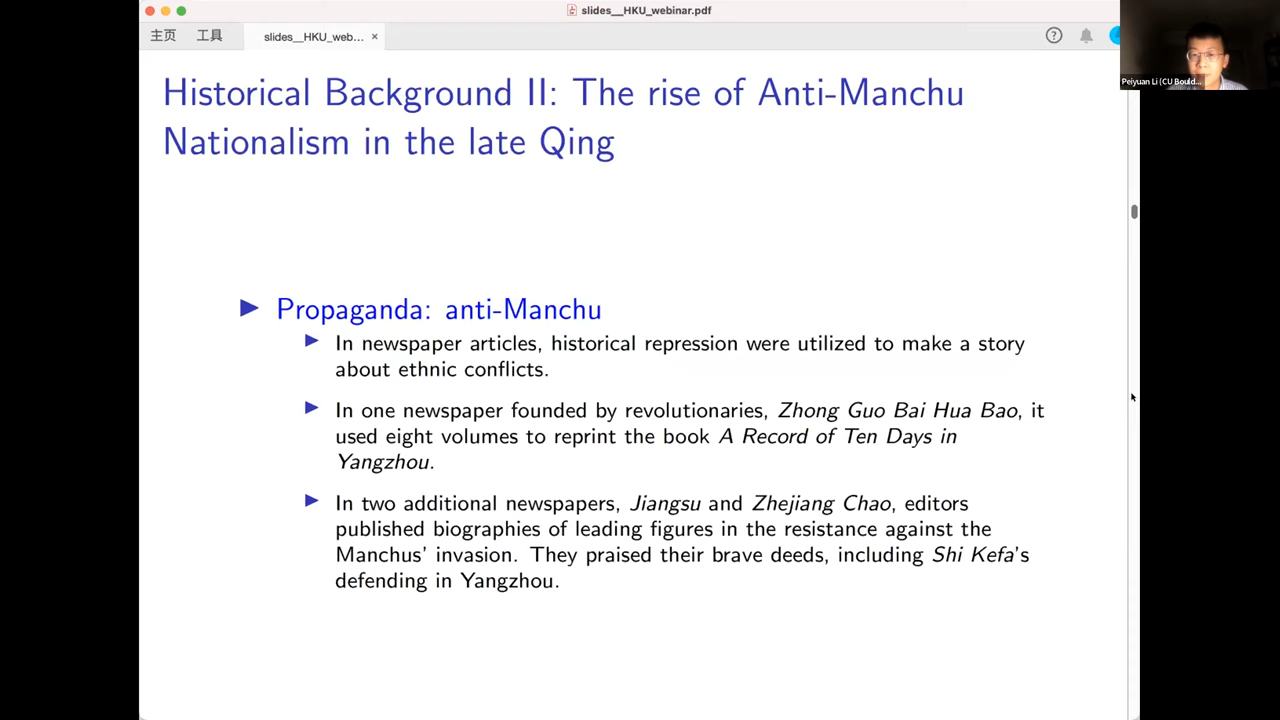 slides__HKU_webinar.pdf
主页 工具 slides__HKU_web... ×
Peiyuan Li (CU Bould...
Historical Background II: The rise of Anti-Manchu
Nationalism in the late Qing
Propaganda: anti-Manchu
In newspaper articles, historical repression were utilized to make a story
about ethnic conflicts.
In one newspaper founded by revolutionaries, Zhong Guo Bai Hua Bao, it
used eight volumes to reprint the book A Record of Ten Days in
Yangzhou.
In two additional newspapers, Jiangsu and Zhejiang Chao, editors
published biographies of leading figures in the resistance against the
Manchus' invasion. They praised their brave deeds, including Shi Kefa's
defending in Yangzhou.